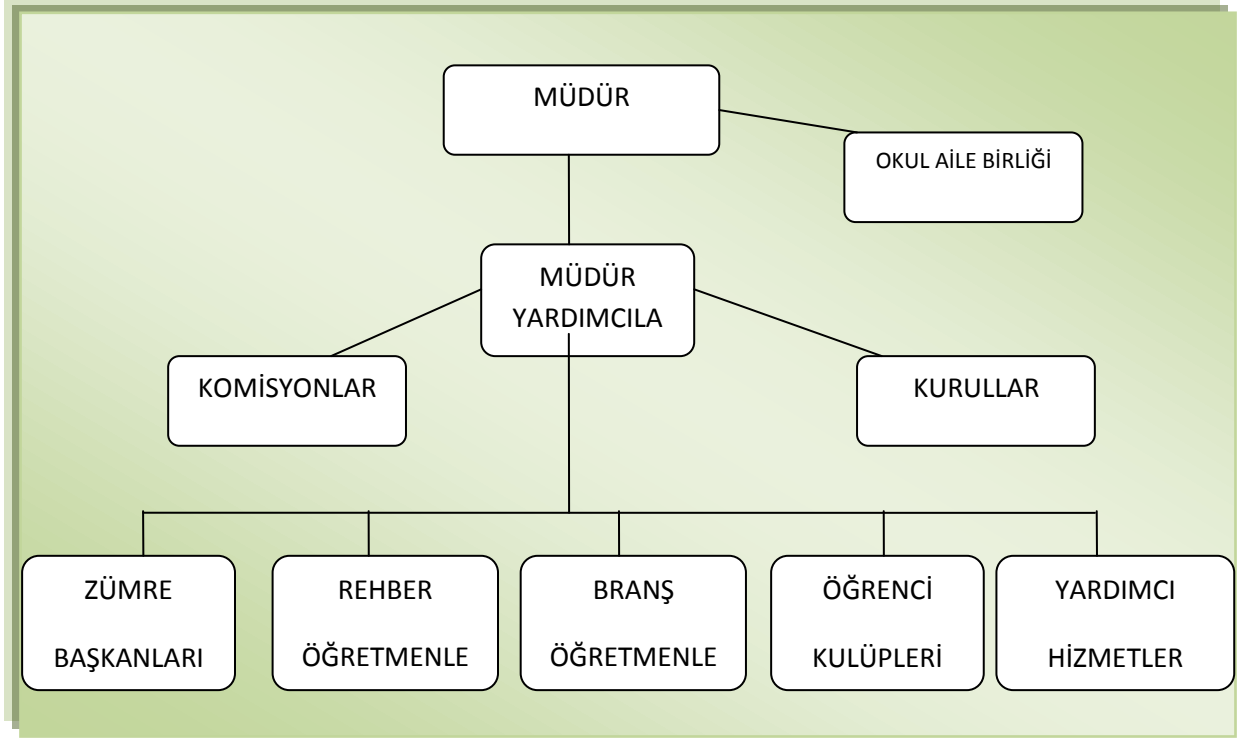 MÜDÜR
OKUL AİLE BİRLİĞİ
MÜDÜR
YARDIMCILA
KOMİSYONLAR
KURULLAR
ZÜMRE
BAŞKANLARI
REHBER
ÖĞRETMENLE
BRANŞ
ÖĞRETMENLE
ÖĞRENCİ
KULÜPLERİ
YARDIMCI
HİZMETLER